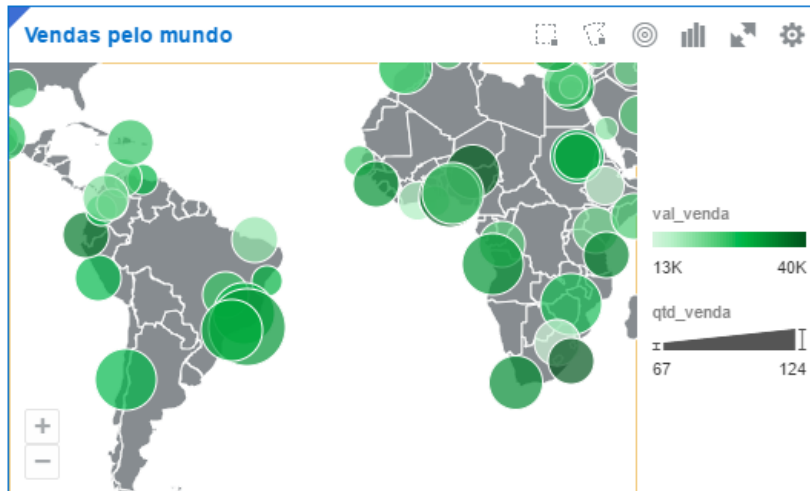 Vendas pelo mundo
val_venda
13K 40K
qtd_venda
67 124
+
−